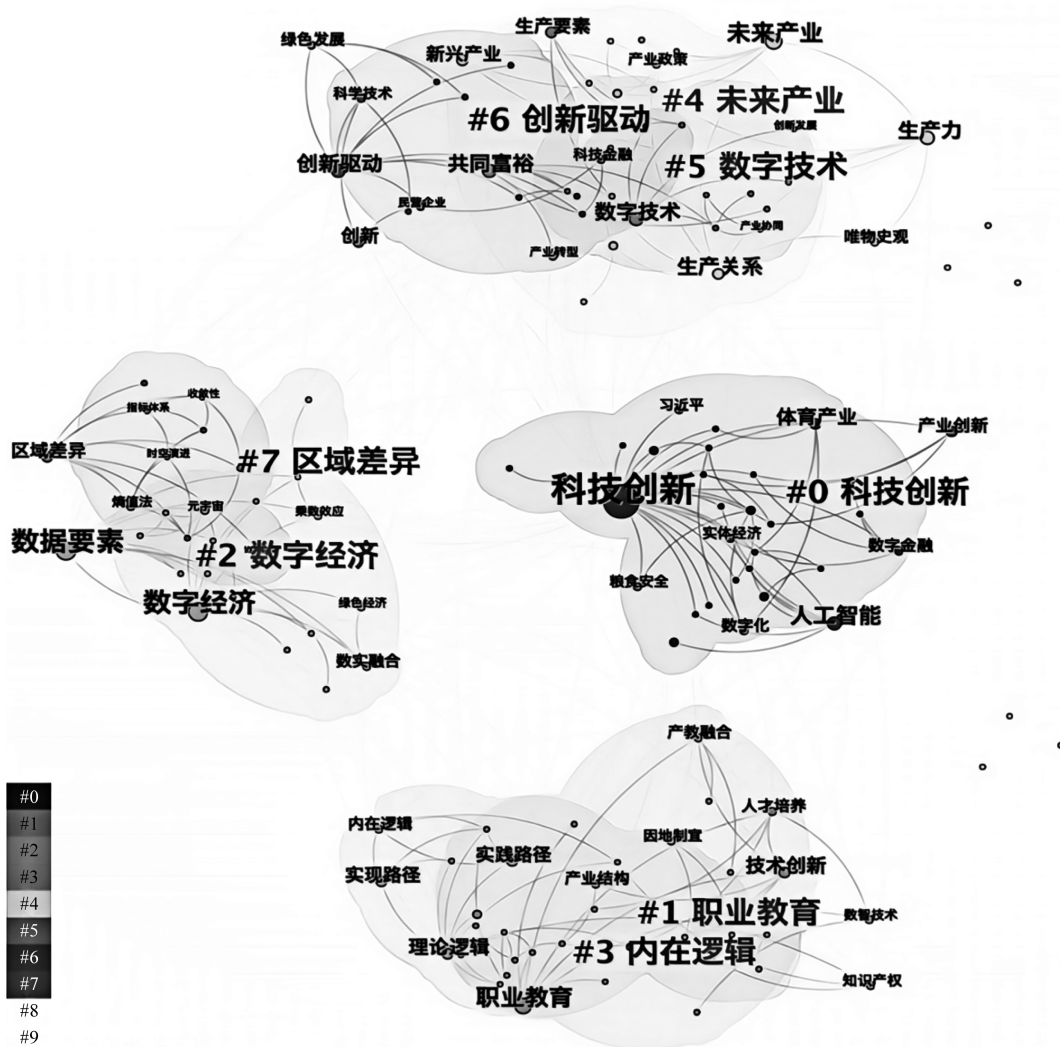 生产要素
未来产业
绿色发展
新兴产业
产业政策
科学技术
#4 未来产业
#6 创新驱动
创新发展
生产力
科技金融
创新驱动
共同富裕
#5 数字技术
民营企业
数字技术
产业协同
创新
唯物史观
产业转型
生产关系
收敛性
指标体系
区域差异
时空演进
#7 区域差异
熵值法
元宇宙
乘数效应
数据要素
#2 数字经济
数字经济
绿色经济
数实融合
习近平
体育产业
产业创新
科技创新
#0 科技创新
实体经济
数字金融
粮食安全
人工智能
数字化
产教融合
人才培养
内在逻辑
因地制宜
实践路径
技术创新
实现路径
产业结构
#1 职业教育
数智技术
理论逻辑
#3 内在逻辑
知识产权
职业教育
#0
#1
#2
#3
#4
#5
#6
#7
#8
#9